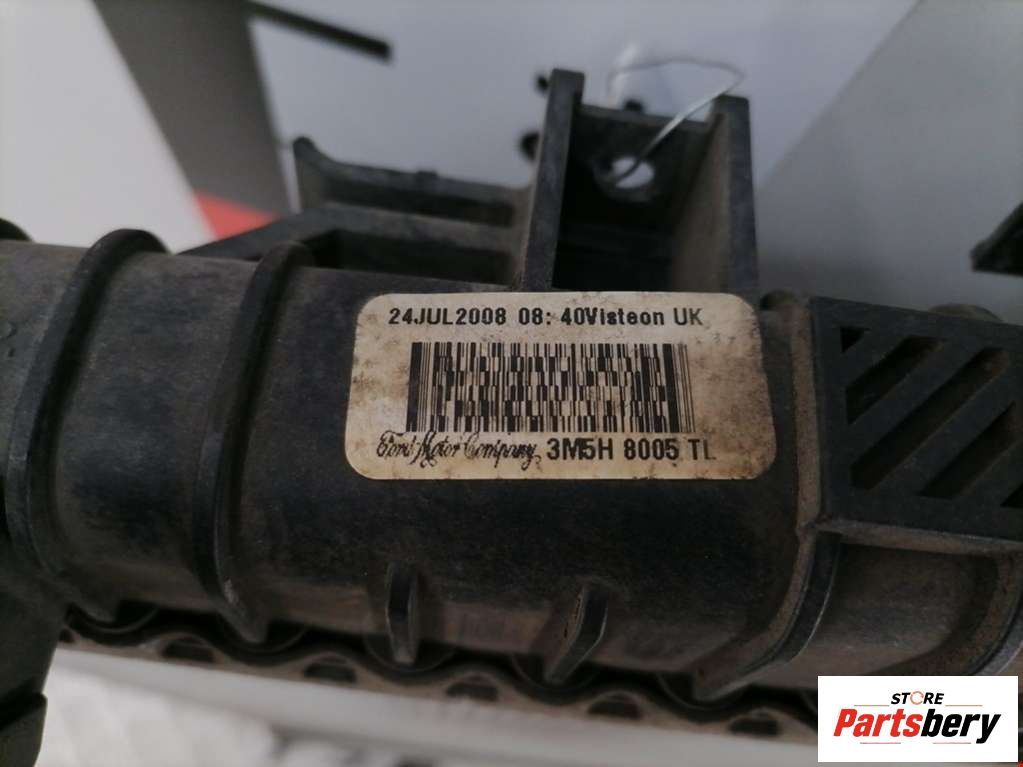 24JUL2008 08: 40Visteon UK
Ford Motor Company 3M5H 8005 TL
STORE
Partsbery